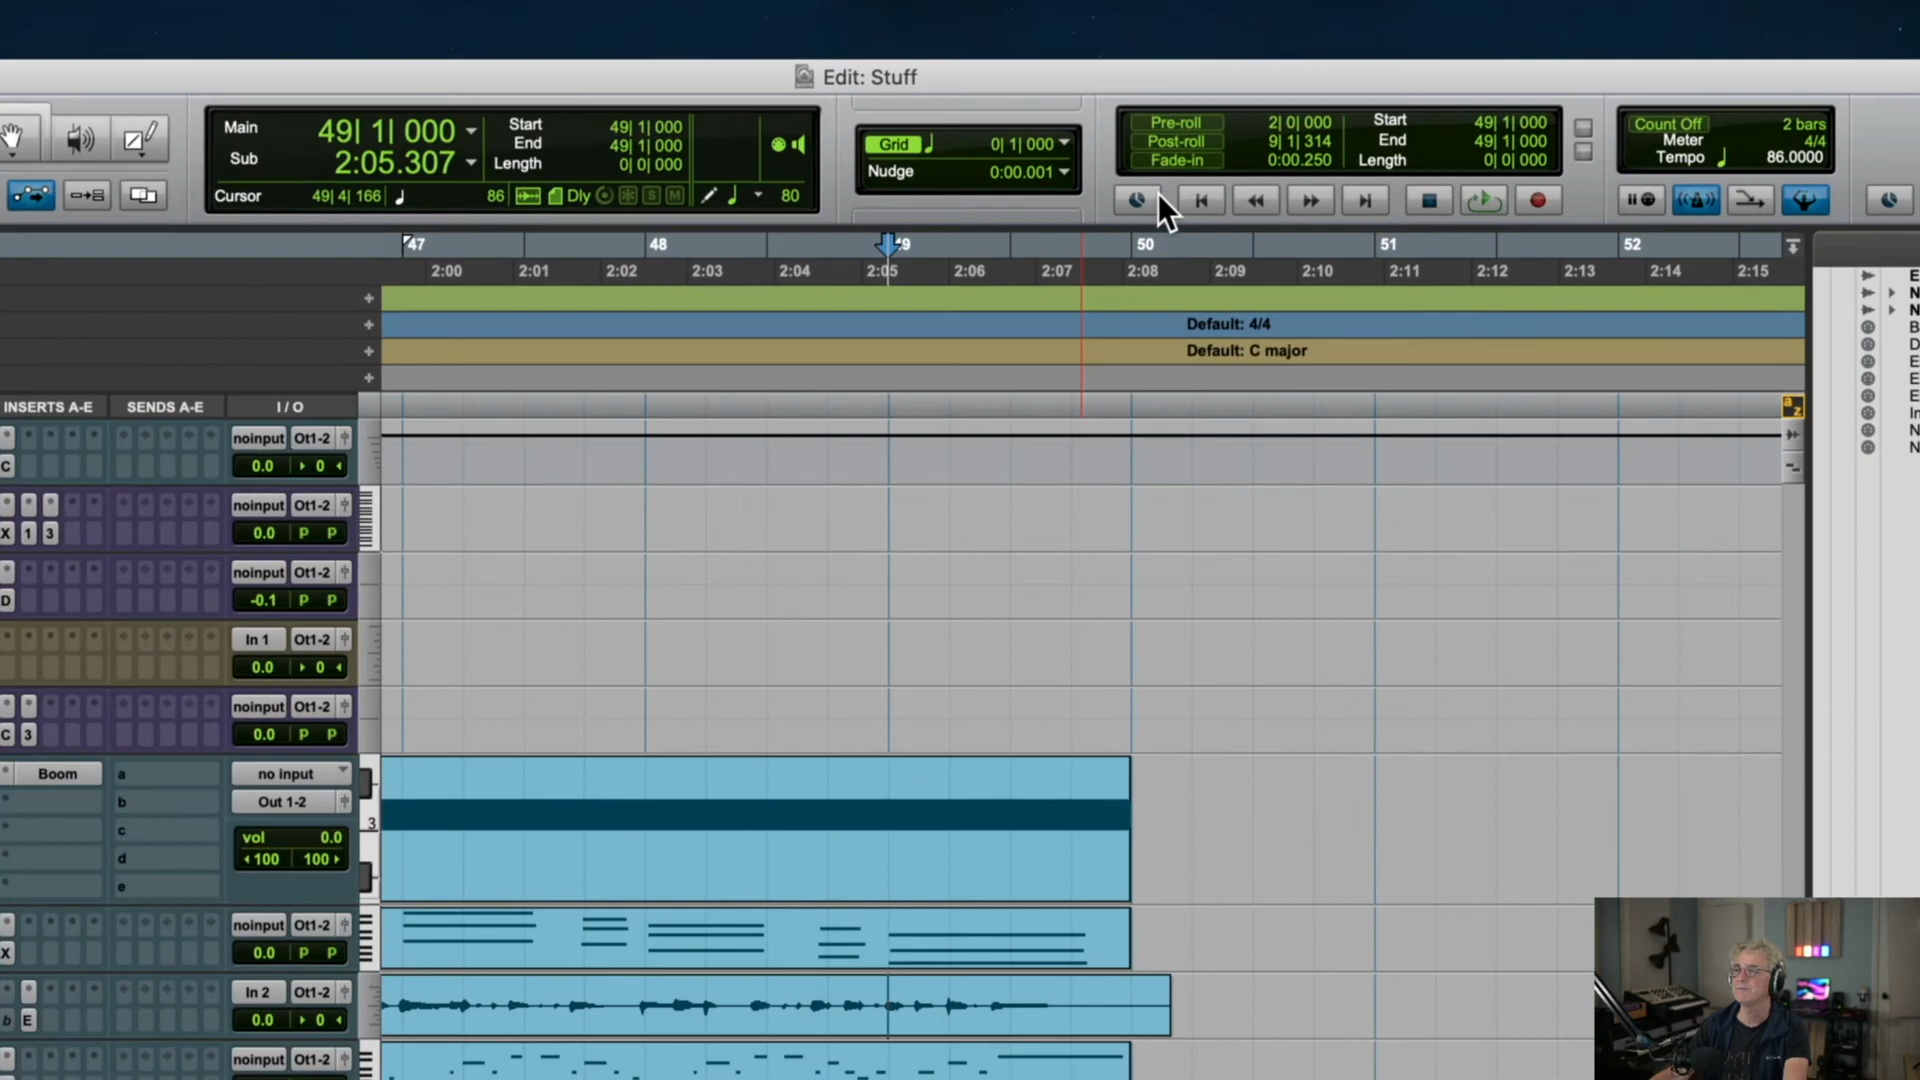 Edit: Stuff
Main 49| 1| 000
Sub 2:05.307
Start 49| 1| 000
End 49| 1| 000
Length 0| 0| 000
Cursor 49| 4| 166 86 Dly S M 80
Grid 0| 1| 000
Nudge 0:00.001
Pre-roll 2| 0| 000
Post-roll 9| 1| 314
Fade-in 0:00.250
Start 49| 1| 000
End 49| 1| 000
Length 0| 0| 000
Count Off 2 bars
Meter 4/4
Tempo 86.0000
47 48 49 50 51 52
2:00 2:01 2:02 2:03 2:04 2:05 2:06 2:07 2:08 2:09 2:10 2:11 2:12 2:13 2:14 2:15
Default: 4/4
Default: C major
INSERTS A-E SENDS A-E I / O
a z
noinput Ot1-2
C 0.0 0
noinput Ot1-2
X 1 3 0.0 P P
noinput Ot1-2
D -0.1 P P
In 1 Ot1-2
0.0 0
noinput Ot1-2
C 3 0.0 P P
Boom a no input
b Out 1-2
c vol 0.0
d 100 100
e
3
noinput Ot1-2
X 0.0 P P
In 2 Ot1-2
b E 0.0 0
noinput Ot1-2
E
N
N
B
D
E
E
E
In
N
N